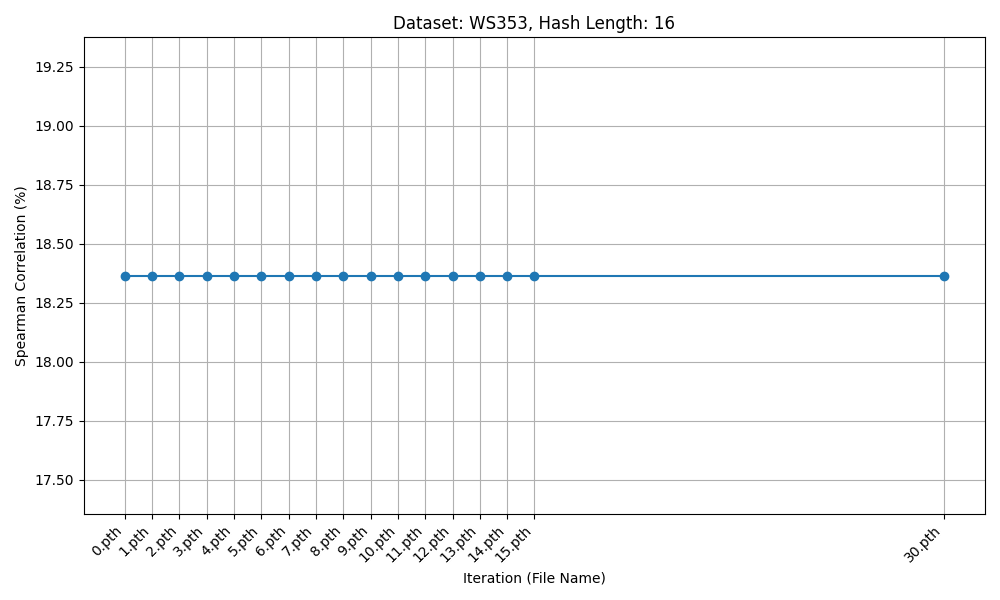 Dataset: WS353, Hash Length: 16
Spearman Correlation (%)
19.25
19.00
18.75
18.50
18.25
18.00
17.75
17.50
0.pth
1.pth
2.pth
3.pth
4.pth
5.pth
6.pth
7.pth
8.pth
9.pth
10.pth
11.pth
12.pth
13.pth
14.pth
15.pth
30.pth
Iteration (File Name)